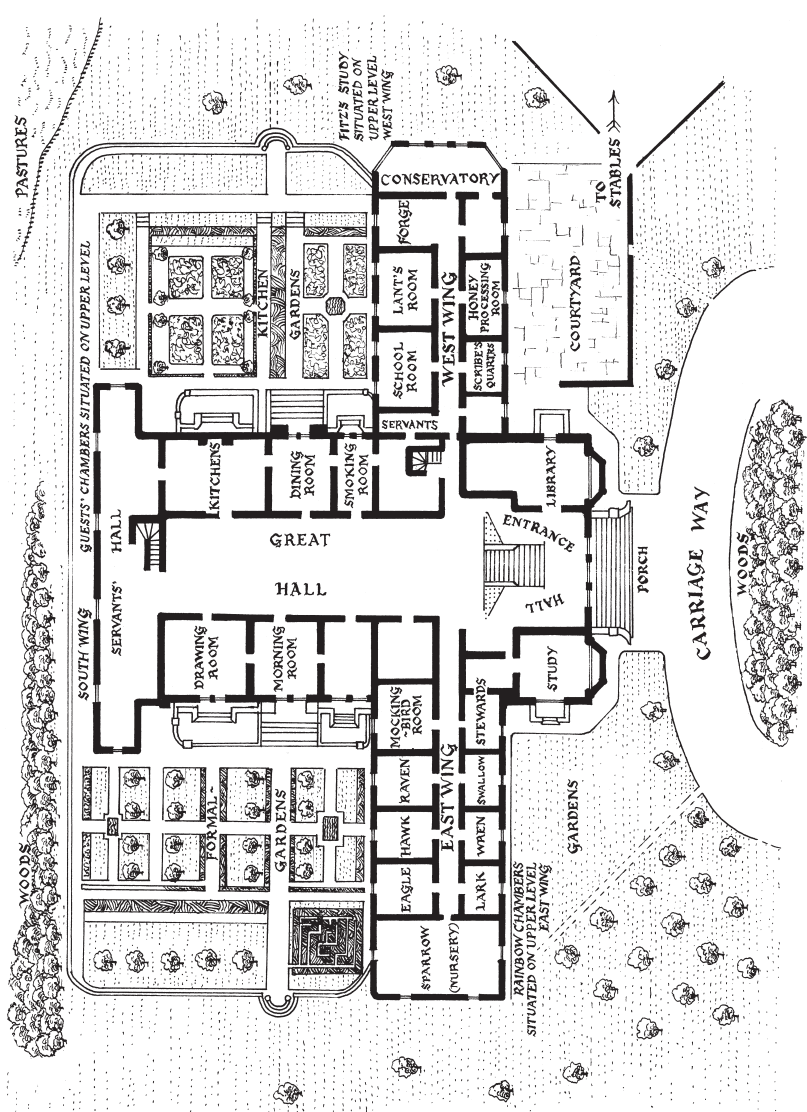 PASTURES
FITZ'S STUDY
SITUATED ON
UPPER LEVEL
WEST WING
TO
STABLES
CONSERVATORY
FORGE
COURTYARD
LANT'S
ROOM
HONEY
PROCESSING
ROOM
WEST WING
KITCHEN
GARDENS
SCHOOL
ROOM
SCRIBE'S
QUARTERS
SERVANTS
GUESTS' CHAMBERS SITUATED ON UPPER LEVEL
SOUTH WING
KITCHENS
DINING
ROOM
SMOKING
ROOM
LIBRARY
SERVANTS' HALL
GREAT
HALL
ENTRANCE
HALL
PORCH
CARRIAGE WAY
WOODS
DRAWING
ROOM
MORNING
ROOM
STUDY
MOCKING
~BIRD
ROOM
STEWARDS
EAST WING
RAVEN
SWALLOW
HAWK
WREN
EAGLE
LARK
SPARROW
(NURSERY)
FORMAL~
GARDENS
GARDENS
WOODS
RAINBOW CHAMBERS
SITUATED ON UPPER LEVEL
EAST WING